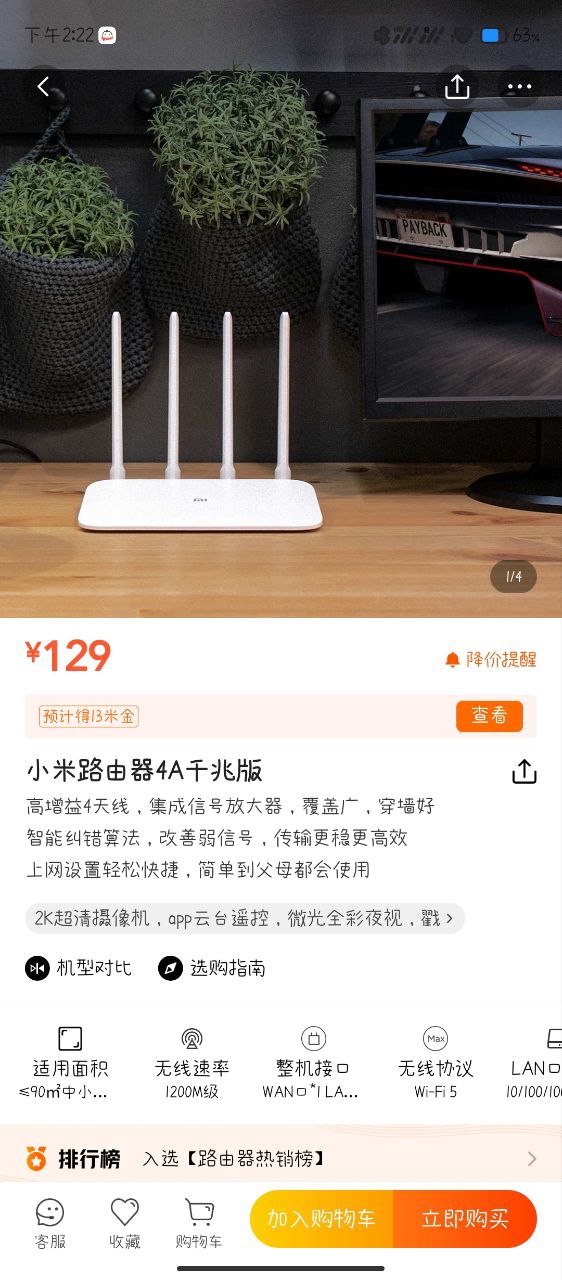 下午2:22
63%
PAYBACK
mi
1/4
¥129
降价提醒
预计得13米金
查看
小米路由器4A千兆版
高增益4天线，集成信号放大器，覆盖广，穿墙好
智能纠错算法，改善弱信号，传输更稳更高效
上网设置轻松快捷，简单到父母都会使用
2K超清摄像机，app云台遥控，微光全彩夜视，戳
机型对比
选购指南
Max
适用面积 无线速率 整机接口 无线协议 LAN口
≤90㎡中小... 1200M级 WAN口*1 LA... Wi-Fi 5 10/100/10
排行榜 入选【路由器热销榜】
客服 收藏 购物车 加入购物车 立即购买